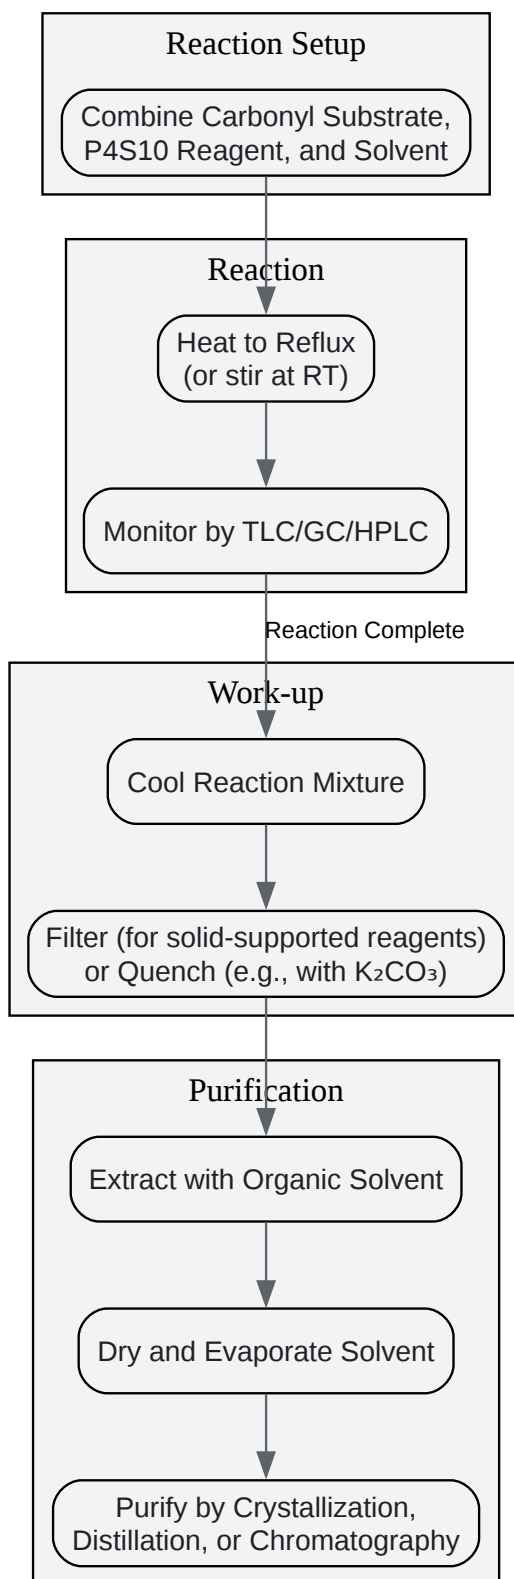 Reaction Setup
Combine Carbonyl Substrate,
P4S10 Reagent, and Solvent
Reaction
Heat to Reflux
(or stir at RT)
Monitor by TLC/GC/HPLC
Reaction Complete
Work-up
Cool Reaction Mixture
Filter (for solid-supported reagents)
or Quench (e.g., with K₂CO₃)
Purification
Extract with Organic Solvent
Dry and Evaporate Solvent
Purify by Crystallization,
Distillation, or Chromatography